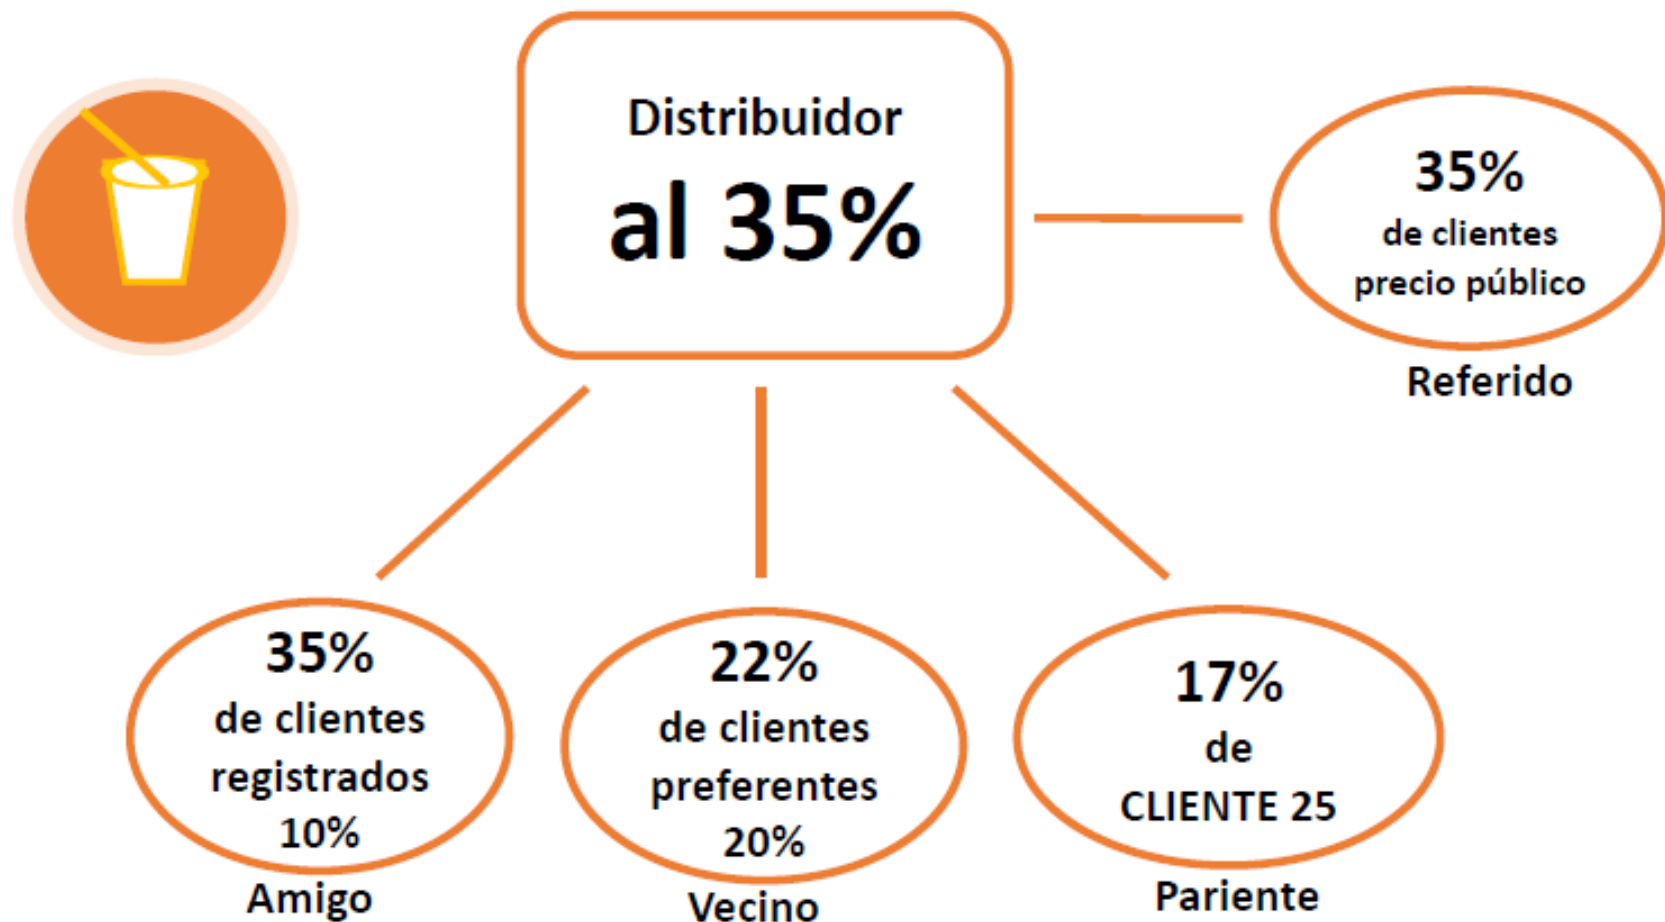 Distribuidor
al 35%
35%
de clientes
precio público
Referido
35%
de clientes
registrados
10%
Amigo
22%
de clientes
preferentes
20%
Vecino
17%
de
CLIENTE 25
Pariente